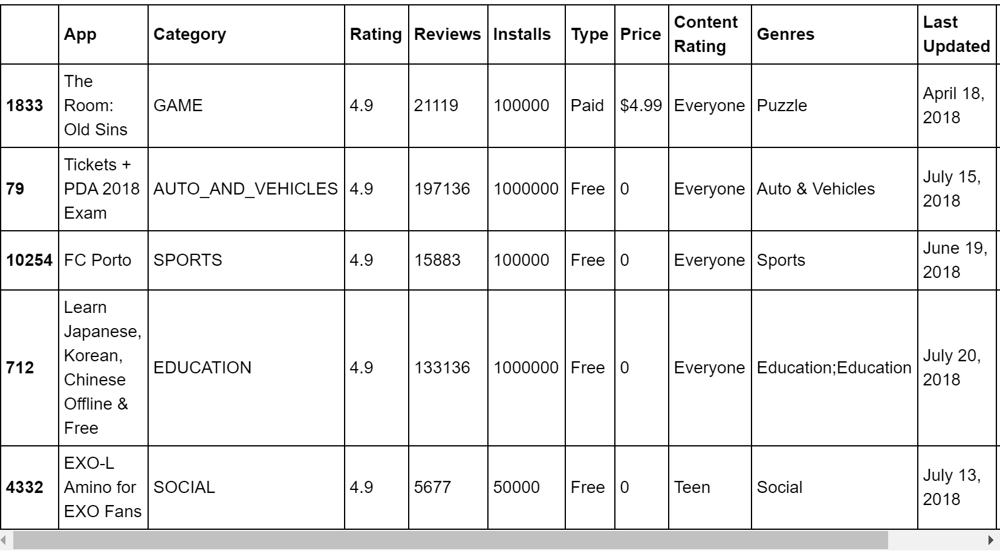 App Category Rating Reviews Installs Type Price Content Rating Genres Last Updated
1833 The Room: Old Sins GAME 4.9 21119 100000 Paid $4.99 Everyone Puzzle April 18, 2018
79 Tickets + PDA 2018 Exam AUTO_AND_VEHICLES 4.9 197136 1000000 Free 0 Everyone Auto & Vehicles July 15, 2018
10254 FC Porto SPORTS 4.9 15883 100000 Free 0 Everyone Sports June 19, 2018
712 Learn Japanese, Korean, Chinese Offline & Free EDUCATION 4.9 133136 1000000 Free 0 Everyone Education;Education July 20, 2018
4332 EXO-L Amino for EXO Fans SOCIAL 4.9 5677 50000 Free 0 Teen Social July 13, 2018